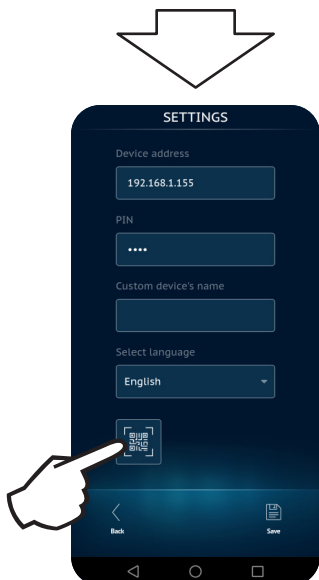 SETTINGS
Device address
192.168.1.155
PIN
••••
Custom device's name
Select language
English
Back
Save